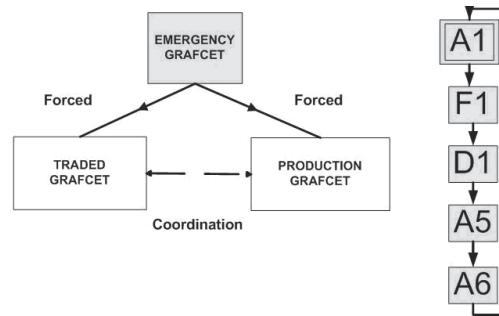 EMERGENCY
GRAFCET
Forced
Forced
TRADED
GRAFCET
PRODUCTION
GRAFCET
Coordination
A1
F1
D1
A5
A6